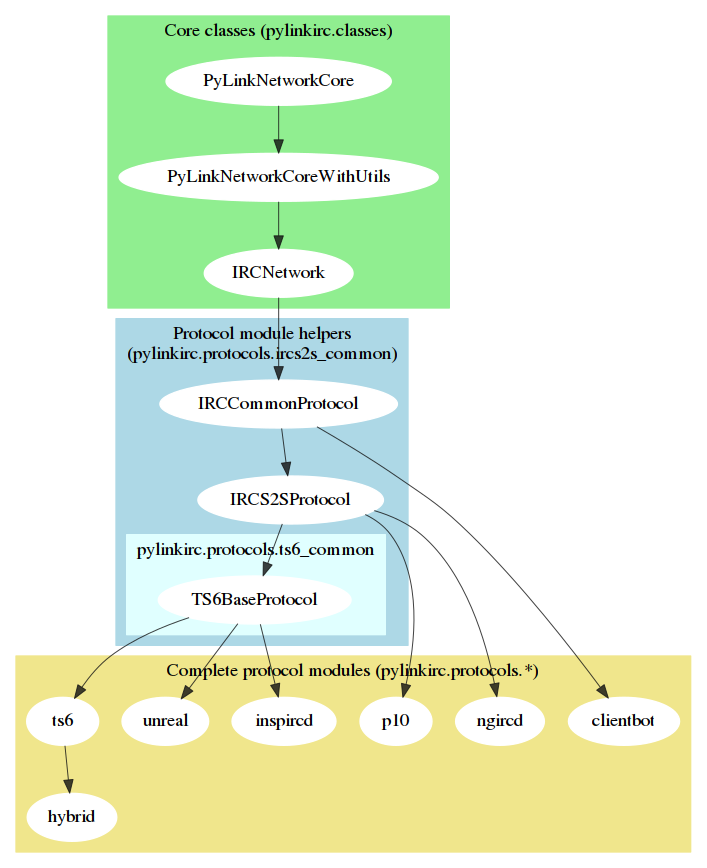 Core classes (pylinkirc.classes)
PyLinkNetworkCore
PyLinkNetworkCoreWithUtils
IRCNetwork
Protocol module helpers
(pylinkirc.protocols.ircs2s_common)
IRCCommonProtocol
IRCS2SProtocol
pylinkirc.protocols.ts6_common
TS6BaseProtocol
Complete protocol modules (pylinkirc.protocols.*)
ts6
unreal
inspircd
p10
ngircd
clientbot
hybrid